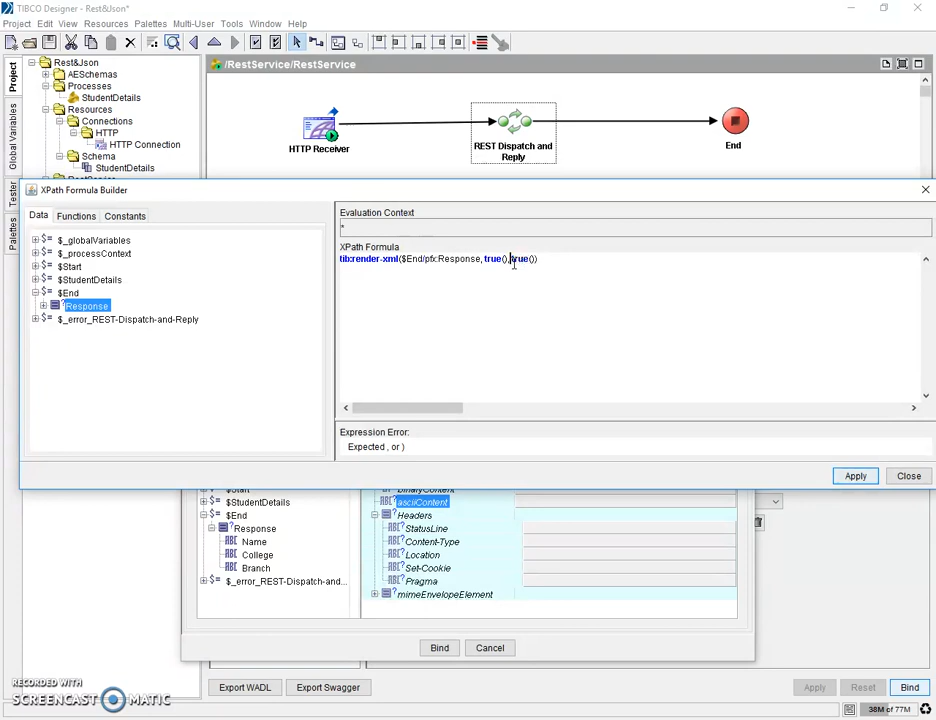 TIBCO Designer - Rest&Json*
Project Edit View Resources Palettes Multi-User Tools Window Help
Project
Global Variables
Tester
Palettes
Rest&Json*
AESchemas
Processes
StudentDetails
Resources
Connections
HTTP
HTTP Connection
Schema
StudentDetails
/RestService/RestService
HTTP Receiver
REST Dispatch and
Reply
End
XPath Formula Builder
Data Functions Constants
$_globalVariables
$_processContext
$Start
$StudentDetails
$End
Response
$_error_REST-Dispatch-and-Reply
Evaluation Context
*
XPath Formula
tib:render-xml($End/pfx:Response, true(), true())
Expression Error:
Expected , or )
Apply Close
$StudentDetails
$End
Response
Name
College
Branch
$_error_REST-Dispatch-and...
asciiContent
Headers
StatusLine
Content-Type
Location
Set-Cookie
Pragma
mimeEnvelopeElement
Bind Cancel
Export WADL Export Swagger
Apply Reset Bind
38M of 77M
RECORDED WITH
SCREENCAST MATIC